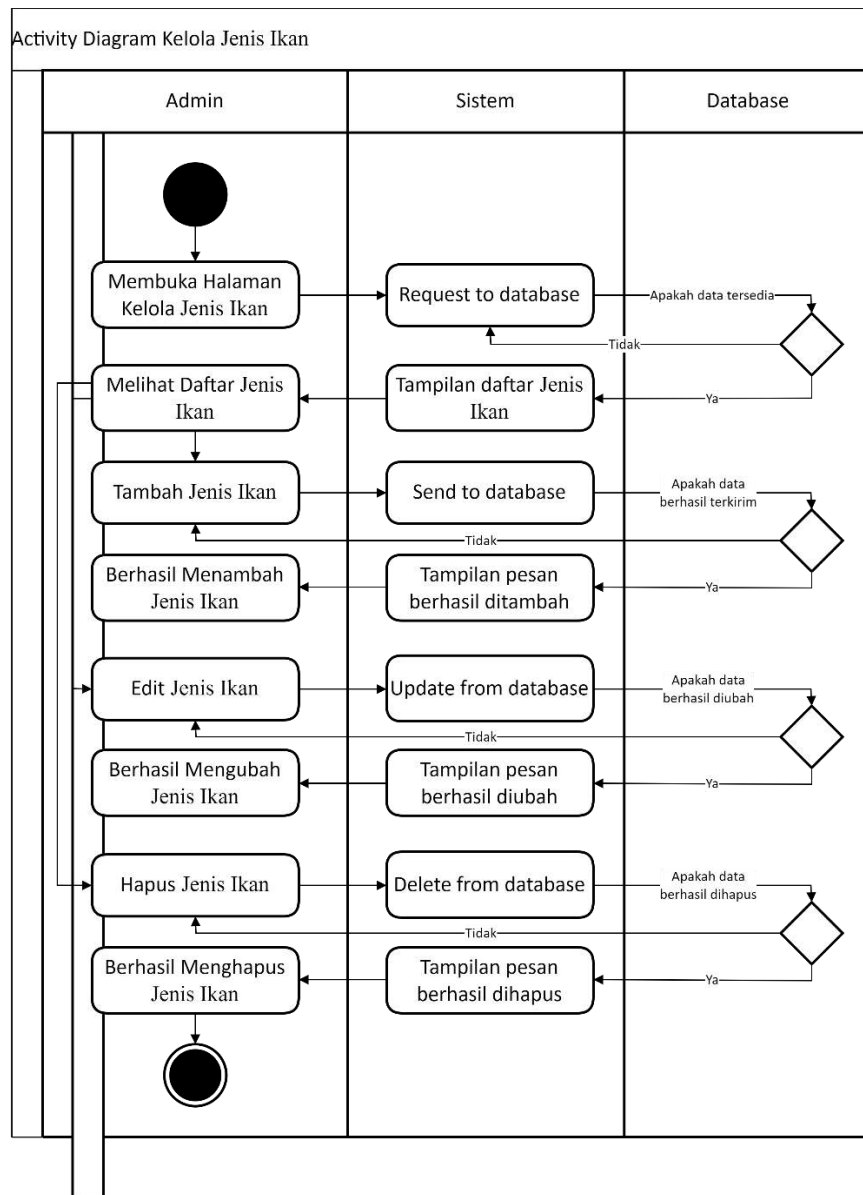 Activity Diagram Kelola Jenis Ikan
Admin
Sistem
Database
Membuka Halaman
Kelola Jenis Ikan
Request to database
Apakah data tersedia
Tidak
Melihat Daftar Jenis
Ikan
Tampilan daftar Jenis
Ikan
Ya
Tambah Jenis Ikan
Send to database
Apakah data
berhasil terkirim
Tidak
Berhasil Menambah
Jenis Ikan
Tampilan pesan
berhasil ditambah
Ya
Edit Jenis Ikan
Update from database
Apakah data
berhasil diubah
Tidak
Berhasil Mengubah
Jenis Ikan
Tampilan pesan
berhasil diubah
Ya
Hapus Jenis Ikan
Delete from database
Apakah data
berhasil dihapus
Tidak
Berhasil Menghapus
Jenis Ikan
Tampilan pesan
berhasil dihapus
Ya